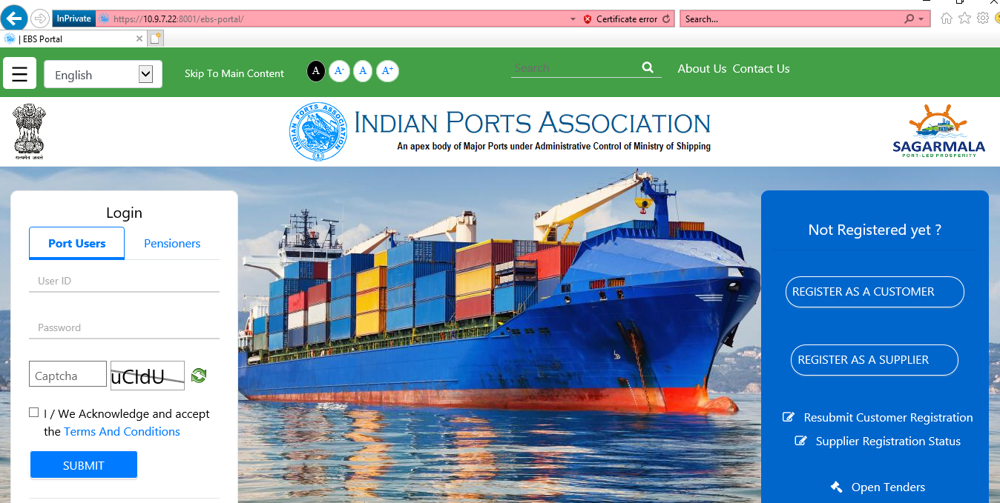 InPrivate
https://10.9.7.22:8001/ebs-portal/
Certificate error
Search...
| EBS Portal
English
Skip To Main Content
A
A-
A
A+
Search
About Us Contact Us
सत्यमेव जयते
INDIAN PORTS ASSOCIATION
INDIAN PORTS ASSOCIATION
An apex body of Major Ports under Administrative Control of Ministry of Shipping
SAGARMALA
PORT-LED PROSPERITY
Login
Port Users
Pensioners
User ID
Password
Captcha
uCIdU
I / We Acknowledge and accept
the Terms And Conditions
SUBMIT
Not Registered yet ?
REGISTER AS A CUSTOMER
REGISTER AS A SUPPLIER
Resubmit Customer Registration
Supplier Registration Status
Open Tenders